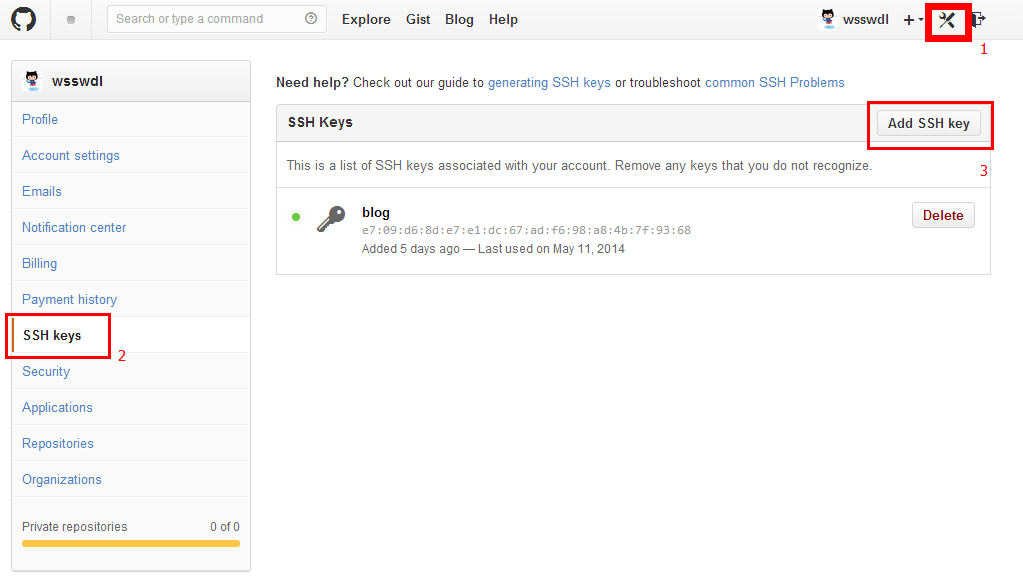 Search or type a command
Explore Gist Blog Help
wsswdl
1
wsswdl
Profile
Account settings
Emails
Notification center
Billing
Payment history
SSH keys
2
Security
Applications
Repositories
Organizations
Private repositories 0 of 0
Need help? Check out our guide to generating SSH keys or troubleshoot common SSH Problems
SSH Keys
Add SSH key
3
This is a list of SSH keys associated with your account. Remove any keys that you do not recognize.
blog
e7:09:d6:8d:e7:e1:dc:67:ad:f6:98:a8:4b:7f:93:68
Added 5 days ago — Last used on May 11, 2014
Delete